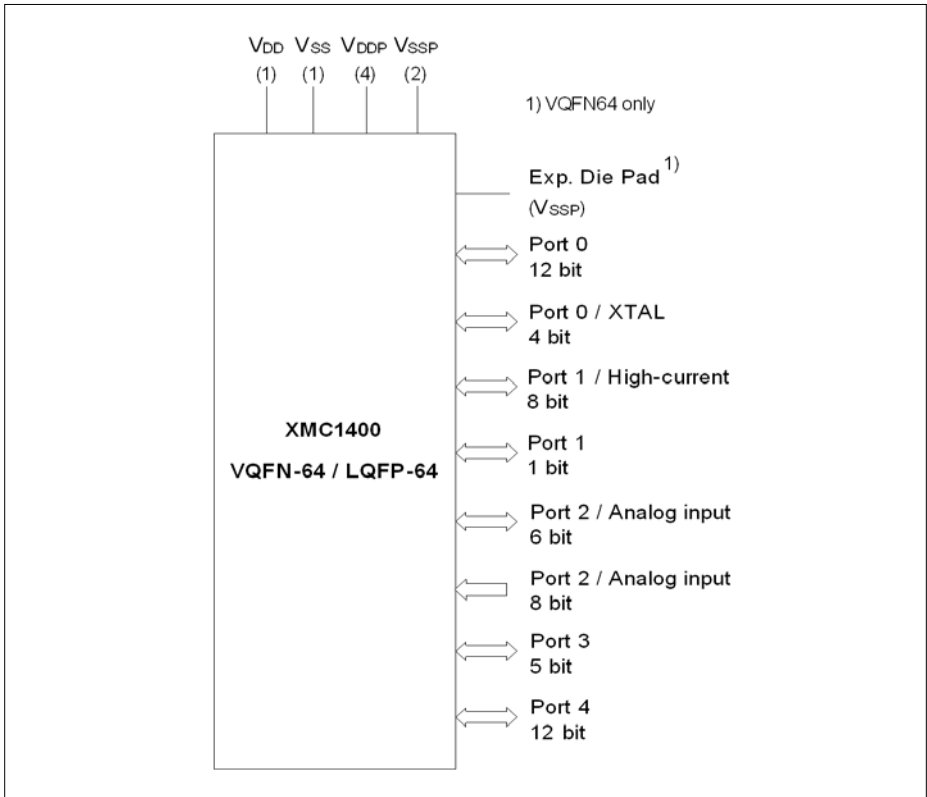 VDD VSS VDDP VSSP
(1) (1) (4) (2)
1) VQFN64 only
Exp. Die Pad 1)
(VSSP)
Port 0
12 bit
Port 0 / XTAL
4 bit
Port 1 / High-current
8 bit
XMC1400
VQFN-64 / LQFP-64
Port 1
1 bit
Port 2 / Analog input
6 bit
Port 2 / Analog input
8 bit
Port 3
5 bit
Port 4
12 bit